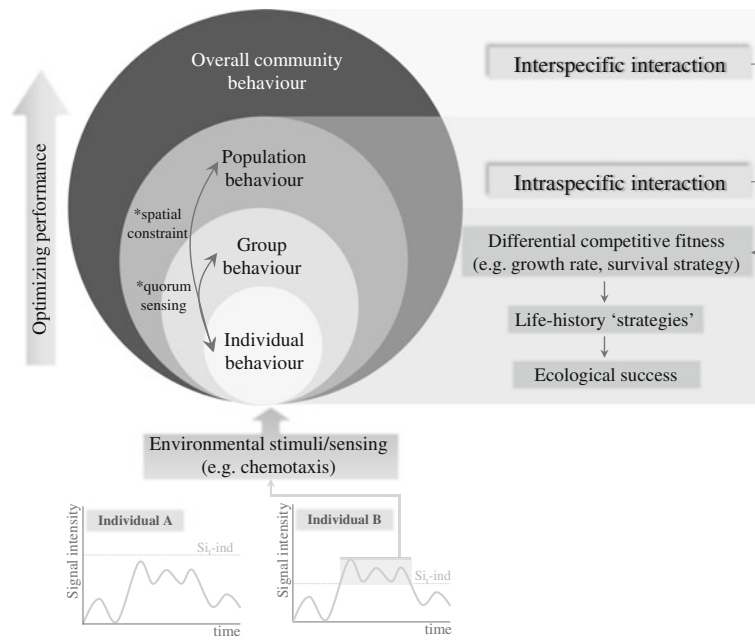 Overall community
behaviour
Population
behaviour
*spatial
constraint
Group
behaviour
*quorum
sensing
Individual
behaviour
Optimizing performance
Interspecific interaction
Intraspecific interaction
Differential competitive fitness
(e.g. growth rate, survival strategy)
Life-history ‘strategies’
Ecological success
Environmental stimuli/sensing
(e.g. chemotaxis)
Individual A
Signal intensity
Siₜ-ind
time
Individual B
Signal intensity
Siₜ-ind
time